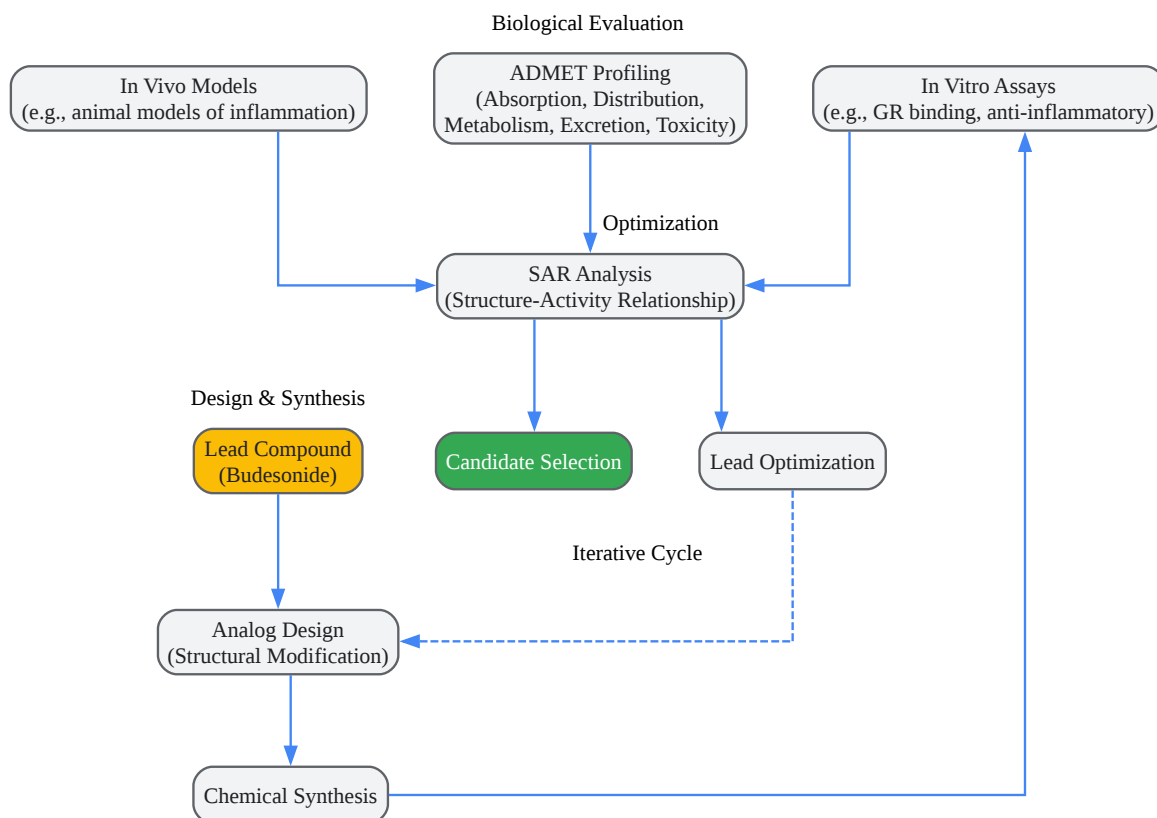 Biological Evaluation
In Vivo Models
(e.g., animal models of inflammation)
ADMET Profiling
(Absorption, Distribution,
Metabolism, Excretion, Toxicity)
In Vitro Assays
(e.g., GR binding, anti-inflammatory)
Optimization
SAR Analysis
(Structure-Activity Relationship)
Design & Synthesis
Lead Compound
(Budesonide)
Candidate Selection
Lead Optimization
Iterative Cycle
Analog Design
(Structural Modification)
Chemical Synthesis